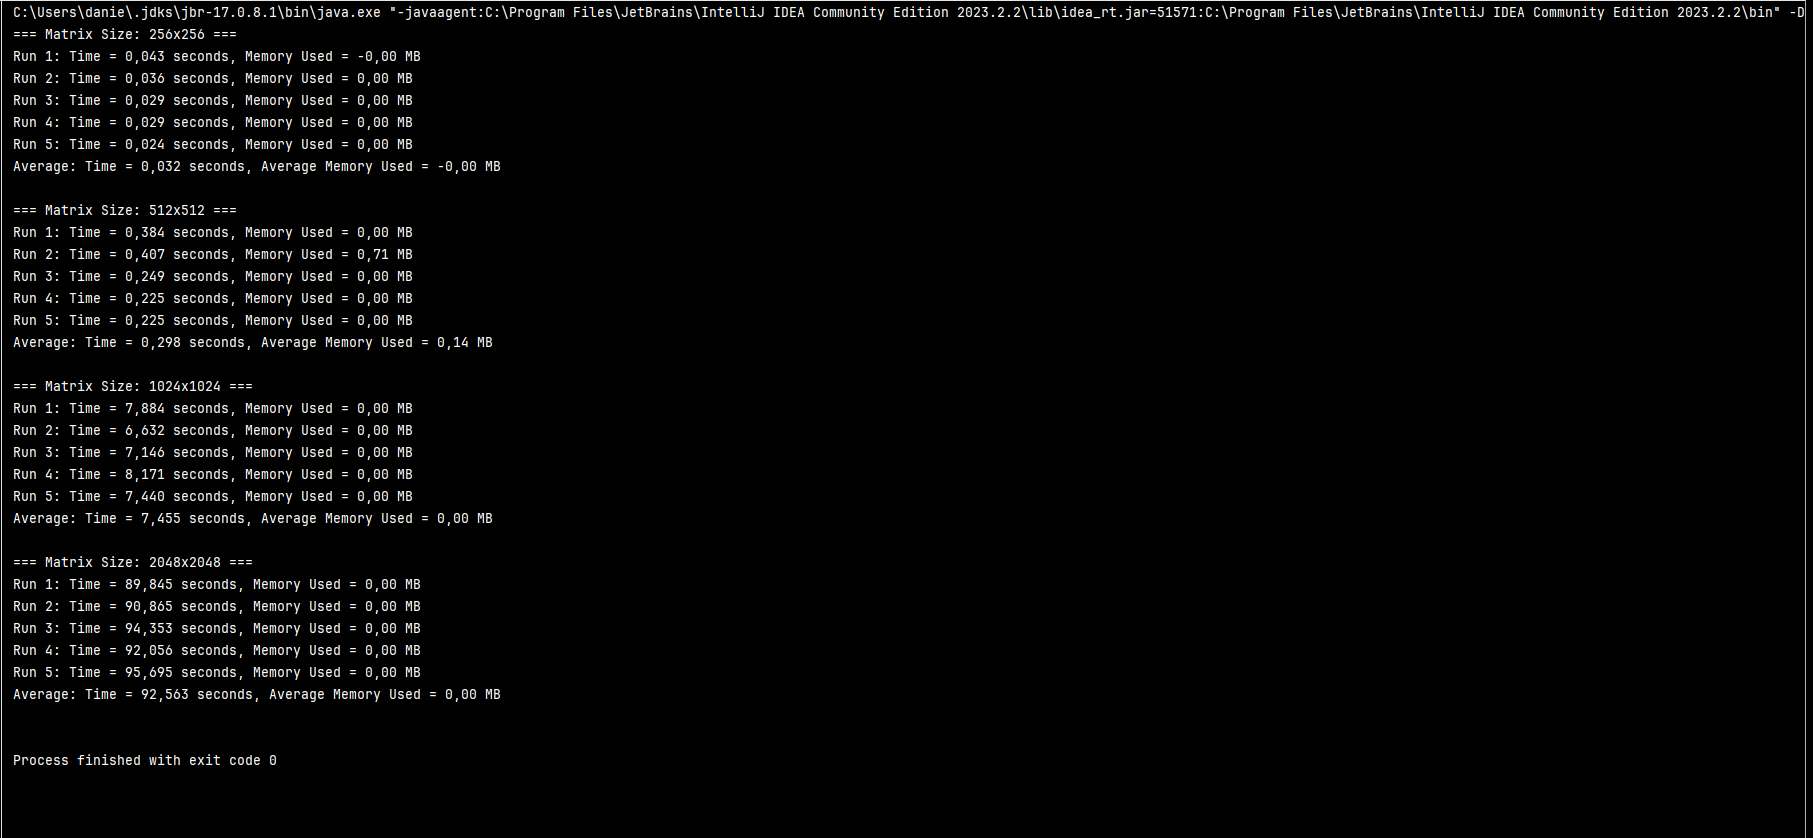 C:\Users\danie\.jdks\jbr-17.0.8.1\bin\java.exe "-javaagent:C:\Program Files\JetBrains\IntelliJ IDEA Community Edition 2023.2.2\lib\idea_rt.jar=51571:C:\Program Files\JetBrains\IntelliJ IDEA Community Edition 2023.2.2\bin" -D
=== Matrix Size: 256x256 ===
Run 1: Time = 0,043 seconds, Memory Used = -0,00 MB
Run 2: Time = 0,036 seconds, Memory Used = 0,00 MB
Run 3: Time = 0,029 seconds, Memory Used = 0,00 MB
Run 4: Time = 0,029 seconds, Memory Used = 0,00 MB
Run 5: Time = 0,024 seconds, Memory Used = 0,00 MB
Average: Time = 0,032 seconds, Average Memory Used = -0,00 MB
=== Matrix Size: 512x512 ===
Run 1: Time = 0,384 seconds, Memory Used = 0,00 MB
Run 2: Time = 0,407 seconds, Memory Used = 0,71 MB
Run 3: Time = 0,249 seconds, Memory Used = 0,00 MB
Run 4: Time = 0,225 seconds, Memory Used = 0,00 MB
Run 5: Time = 0,225 seconds, Memory Used = 0,00 MB
Average: Time = 0,298 seconds, Average Memory Used = 0,14 MB
=== Matrix Size: 1024x1024 ===
Run 1: Time = 7,884 seconds, Memory Used = 0,00 MB
Run 2: Time = 6,632 seconds, Memory Used = 0,00 MB
Run 3: Time = 7,146 seconds, Memory Used = 0,00 MB
Run 4: Time = 8,171 seconds, Memory Used = 0,00 MB
Run 5: Time = 7,440 seconds, Memory Used = 0,00 MB
Average: Time = 7,455 seconds, Average Memory Used = 0,00 MB
=== Matrix Size: 2048x2048 ===
Run 1: Time = 89,845 seconds, Memory Used = 0,00 MB
Run 2: Time = 90,865 seconds, Memory Used = 0,00 MB
Run 3: Time = 94,353 seconds, Memory Used = 0,00 MB
Run 4: Time = 92,056 seconds, Memory Used = 0,00 MB
Run 5: Time = 95,695 seconds, Memory Used = 0,00 MB
Average: Time = 92,563 seconds, Average Memory Used = 0,00 MB
Process finished with exit code 0